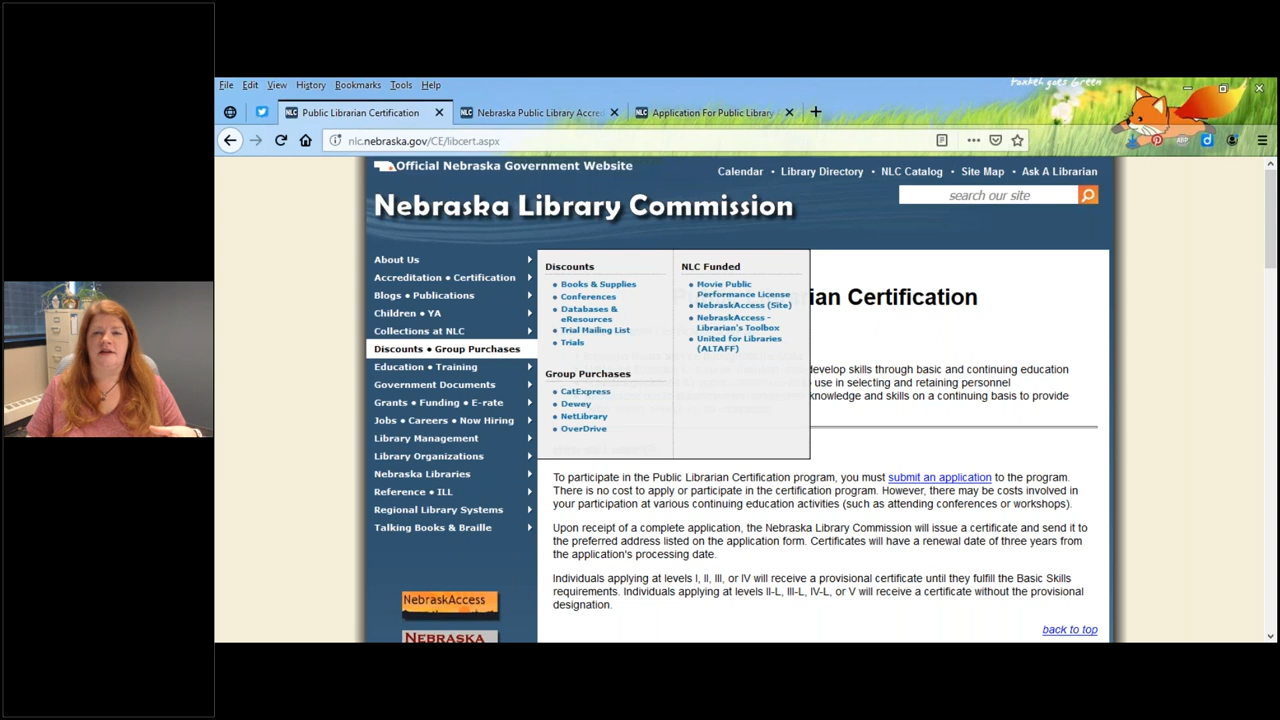 foxkeh goes Green
File Edit View History Bookmarks Tools Help
Public Librarian Certification
NLC Nebraska Public Library Accre
NLC Application For Public Library
nlc.nebraska.gov/CE/libcert.aspx
Official Nebraska Government Website
Calendar • Library Directory • NLC Catalog • Site Map • Ask A Librarian
Nebraska Library Commission
search our site
About Us
Accreditation • Certification
Blogs • Publications
Children • YA
Collections at NLC
Discounts • Group Purchases
Education • Training
Government Documents
Grants • Funding • E-rate
Jobs • Careers • Now Hiring
Library Management
Library Organizations
Nebraska Libraries
Reference • ILL
Regional Library Systems
Talking Books & Braille
NebraskAccess
NEBRASKA
Discounts
Books & Supplies
Conferences
Databases &
eResources
Trial Mailing List
Trials
Group Purchases
CatExpress
Dewey
NetLibrary
OverDrive
NLC Funded
Movie Public
Performance License
NebraskAccess (Site)
NebraskAccess -
Librarian's Toolbox
United for Libraries
(ALTAFF)
ian Certification
develop skills through basic and continuing education
use in selecting and retaining personnel
knowledge and skills on a continuing basis to provide
To participate in the Public Librarian Certification program, you must submit an application to the program.
There is no cost to apply or participate in the certification program. However, there may be costs involved in
your participation at various continuing education activities (such as attending conferences or workshops).
Upon receipt of a complete application, the Nebraska Library Commission will issue a certificate and send it to
the preferred address listed on the application form. Certificates will have a renewal date of three years from
the application's processing date.
Individuals applying at levels I, II, III, or IV will receive a provisional certificate until they fulfill the Basic Skills
requirements. Individuals applying at levels II-L, III-L, IV-L, or V will receive a certificate without the provisional
designation.
back to top